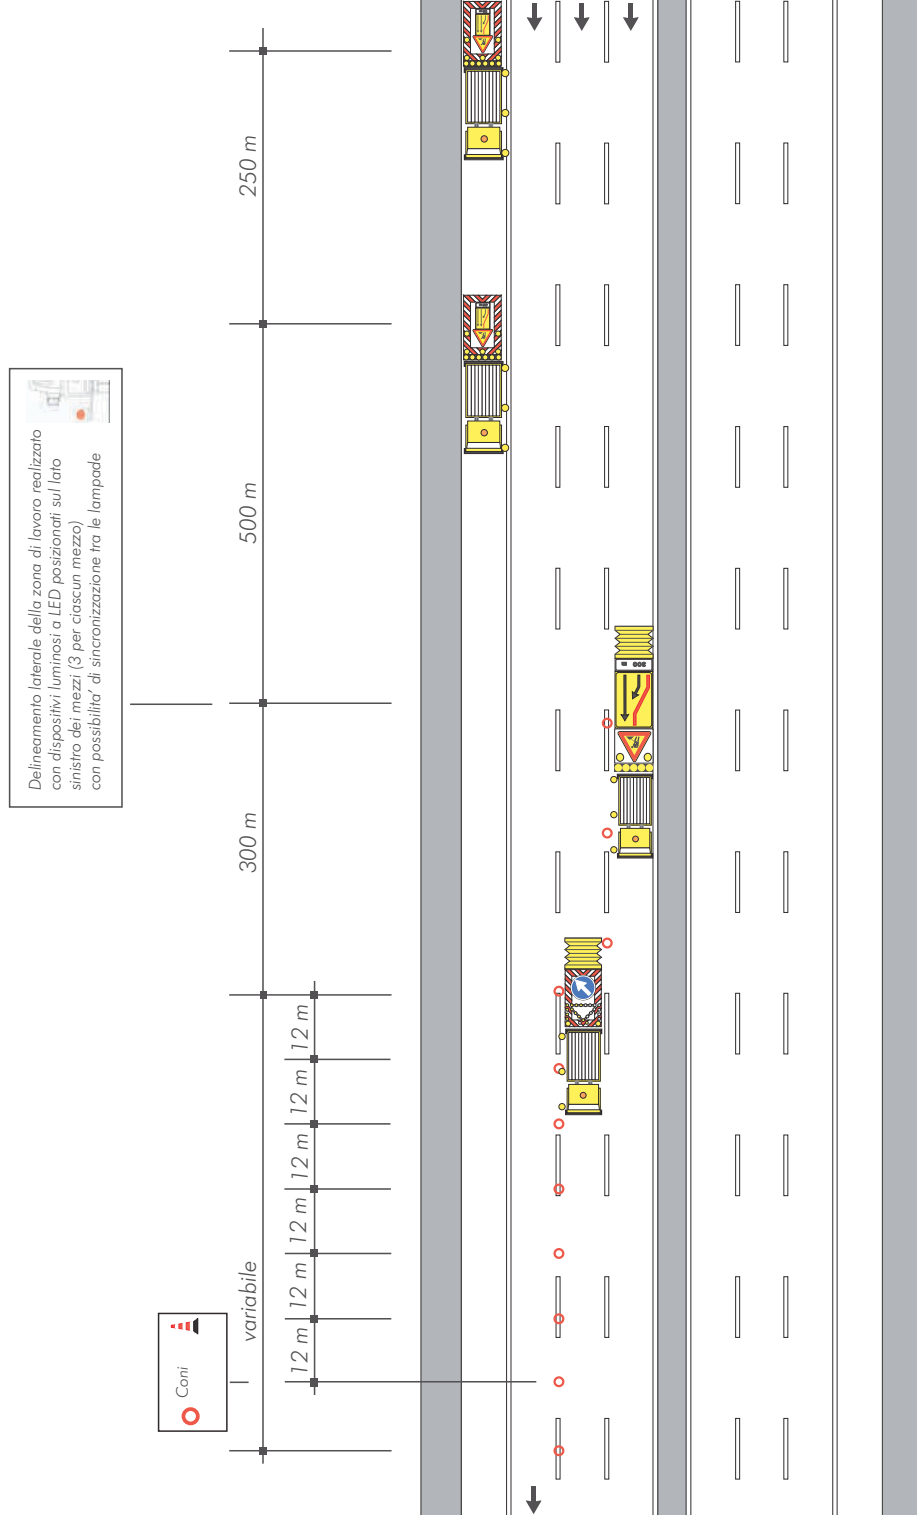 250 m
500 m
300 m
variabile
12 m
12 m
12 m
12 m
12 m
12 m
Delineamento laterale della zona di lavoro realizzato
con dispositivi luminosi a LED posizionati sul lato
sinistro dei mezzi (3 per ciascun mezzo)
con possibilita' di sincronizzazione tra le lampade
300 m
Coni